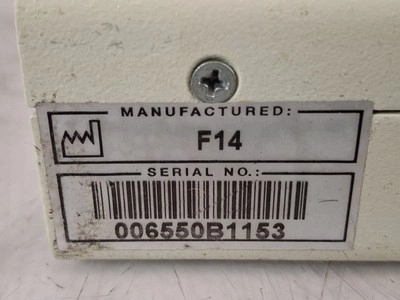 MANUFACTURED:
F14
SERIAL NO.:
006550B1153